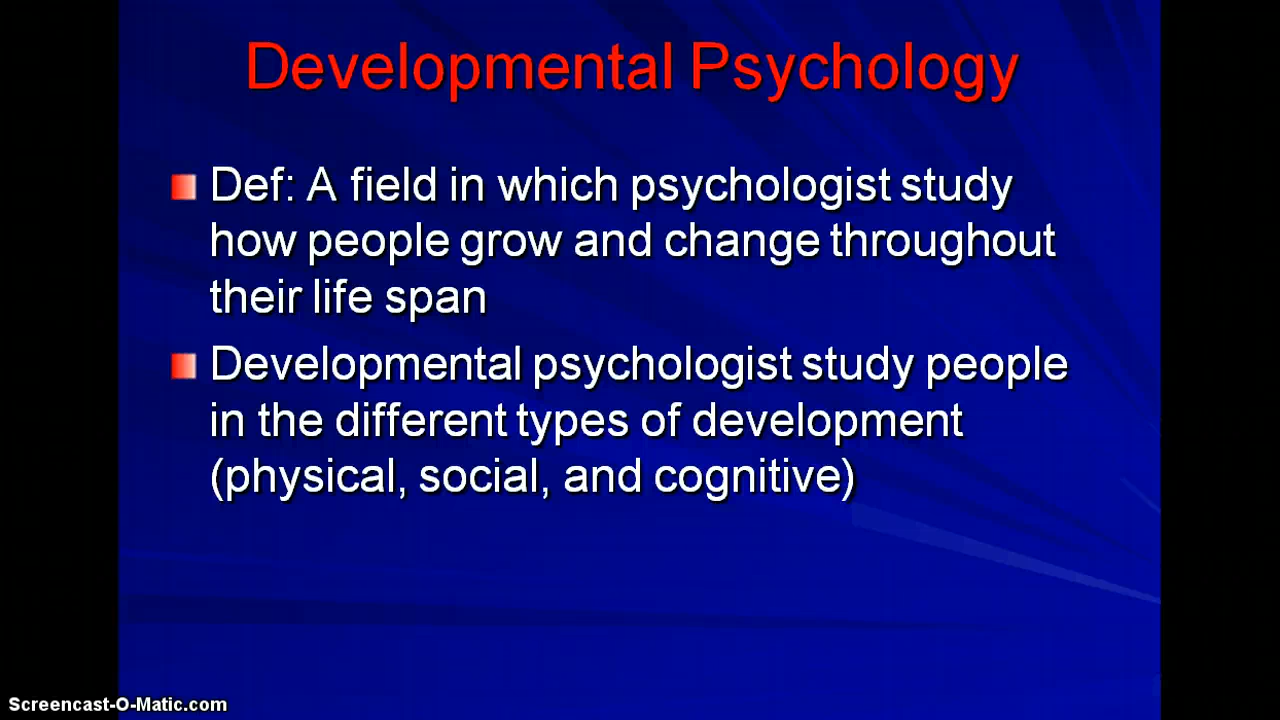 Developmental Psychology
Def: A field in which psychologist study
how people grow and change throughout
their life span
Developmental psychologist study people
in the different types of development
(physical, social, and cognitive)
Screencast-O-Matic.com